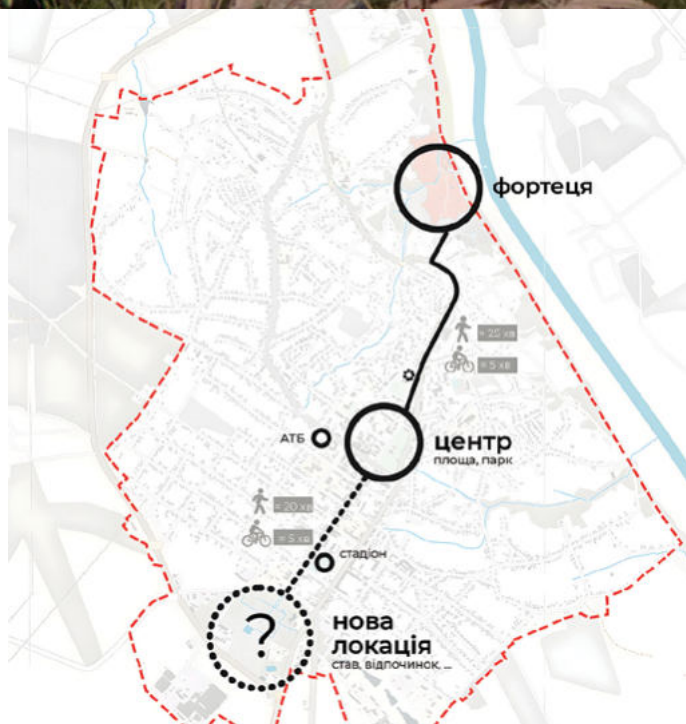 фортеця
≈ 25 хв
≈ 5 хв
АТБ
центр
площа, парк
≈ 20 хв
≈ 5 хв
стадіон
?
нова
локація
став, відпочинок, ...